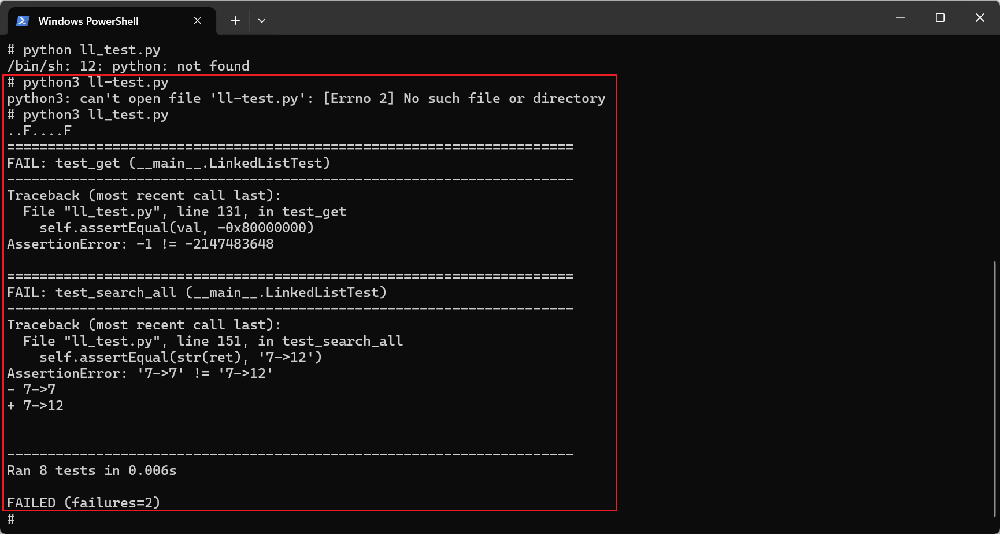 Windows PowerShell
# python ll_test.py
/bin/sh: 12: python: not found
# python3 ll-test.py
python3: can't open file 'll-test.py': [Errno 2] No such file or directory
# python3 ll_test.py
..F....F
======================================================================
FAIL: test_get (__main__.LinkedListTest)
----------------------------------------------------------------------
Traceback (most recent call last):
  File "ll_test.py", line 131, in test_get
    self.assertEqual(val, -0x80000000)
AssertionError: -1 != -2147483648
======================================================================
FAIL: test_search_all (__main__.LinkedListTest)
----------------------------------------------------------------------
Traceback (most recent call last):
  File "ll_test.py", line 151, in test_search_all
    self.assertEqual(str(ret), '7->12')
AssertionError: '7->7' != '7->12'
- 7->7
+ 7->12
----------------------------------------------------------------------
Ran 8 tests in 0.006s
FAILED (failures=2)
#